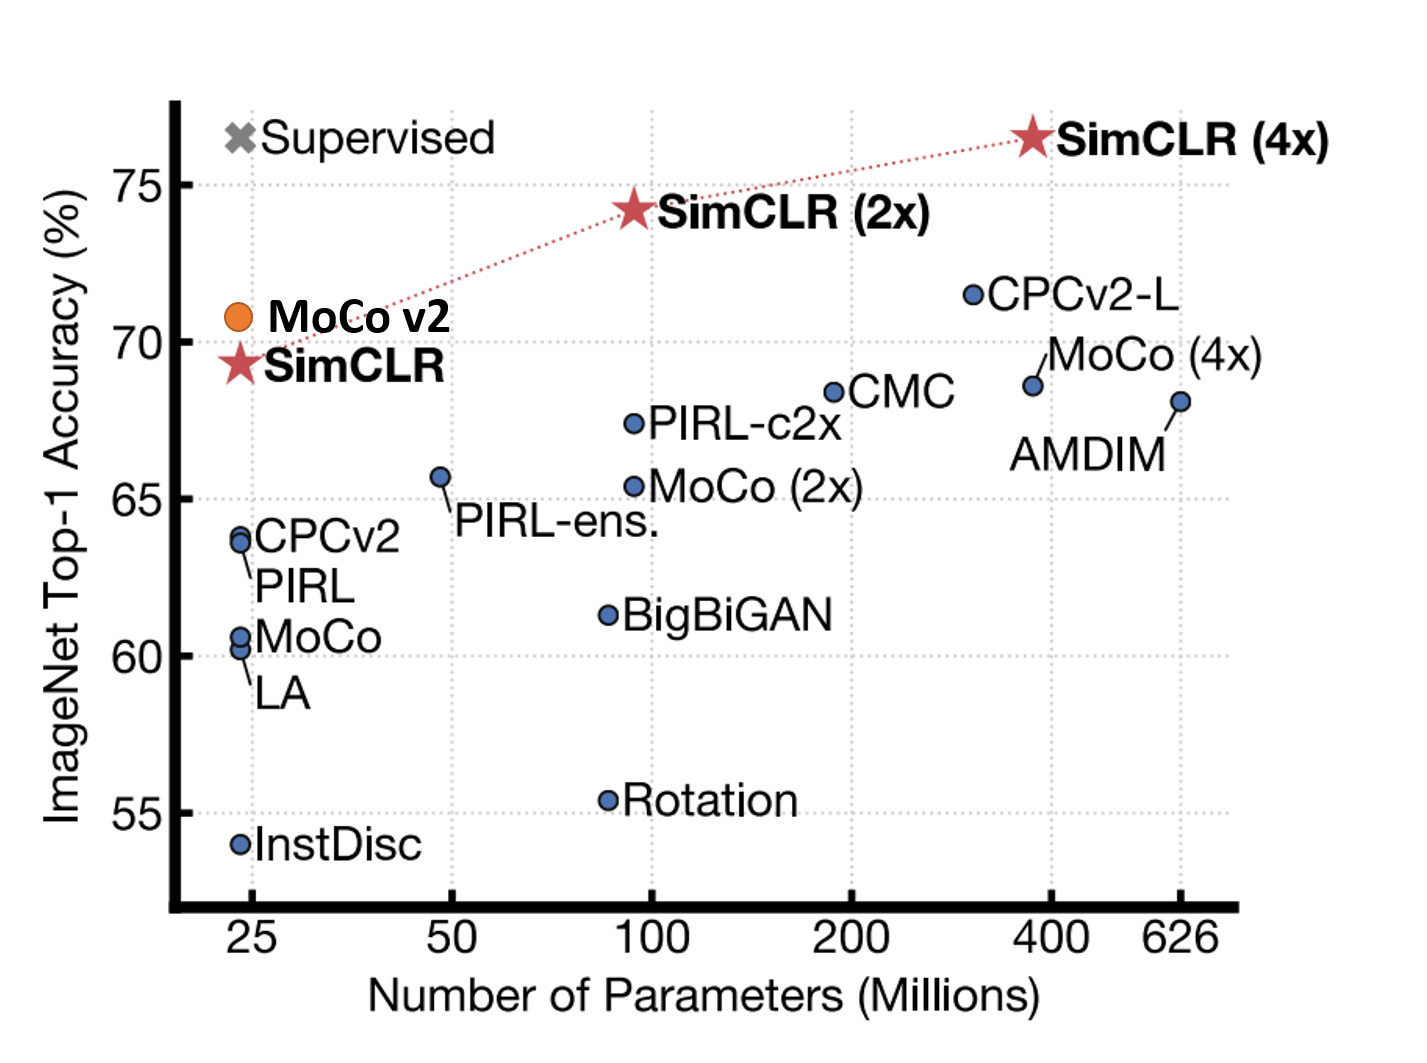 Supervised
SimCLR (4x)
75
SimCLR (2x)
CPCv2-L
MoCo v2
70
MoCo (4x)
SimCLR
CMC
PIRL-c2x
AMDIM
MoCo (2x)
65
PIRL-ens.
CPCv2
PIRL
BigBiGAN
MoCo
60
LA
Rotation
55
InstDisc
25 50 100 200 400 626
Number of Parameters (Millions)
ImageNet Top-1 Accuracy (%)